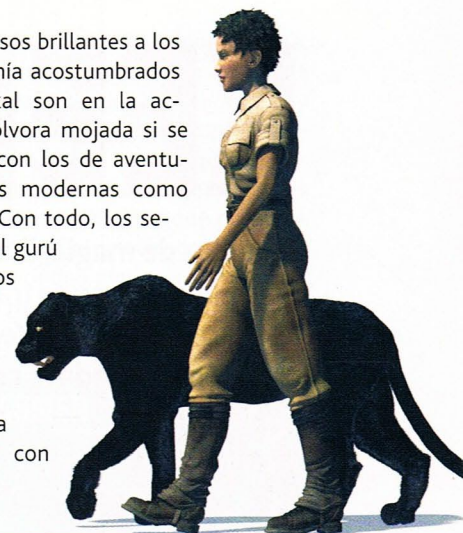 sos brillantes a los
nía acostumbrados
kal son en la ac-
ólvora mojada si se
con los de aventu-
s modernas como
Con todo, los se-
l gurú
os
a
con